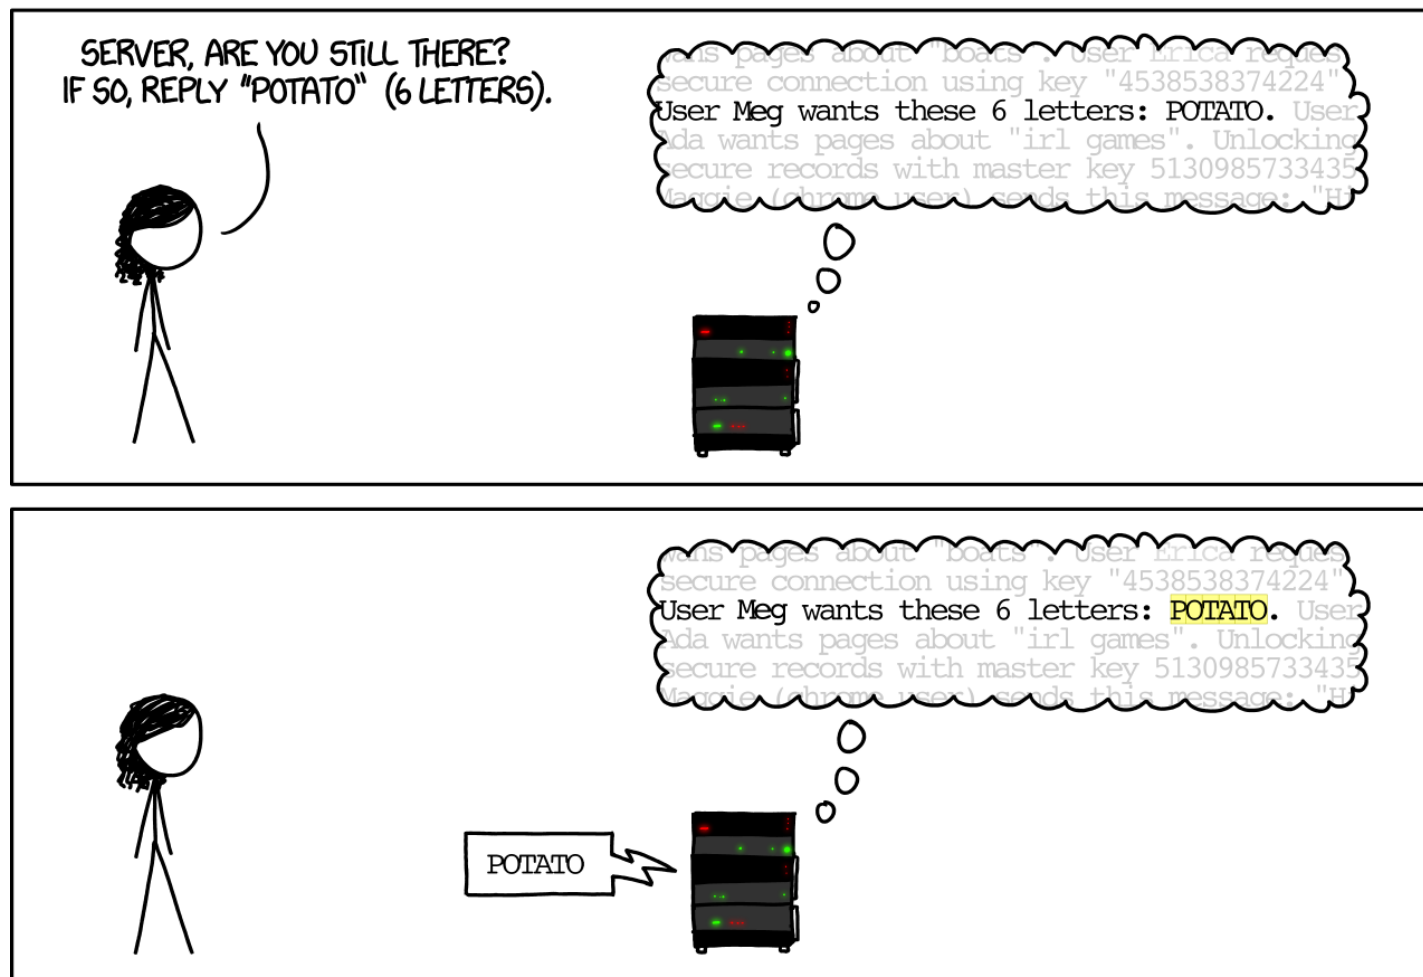 SERVER, ARE YOU STILL THERE?
IF SO, REPLY "POTATO" (6 LETTERS).
wans pages about "boats". User Erica reques
secure connection using key "4538538374224"
User Meg wants these 6 letters: POTATO. User
Ada wants pages about "irl games". Unlocking
secure records with master key 5130985733435
Maggie (chrome user) sends this message: "H
wans pages about "boats". User Erica reques
secure connection using key "4538538374224"
User Meg wants these 6 letters: POTATO. User
Ada wants pages about "irl games". Unlocking
secure records with master key 5130985733435
Maggie (chrome user) sends this message: "H
POTATO